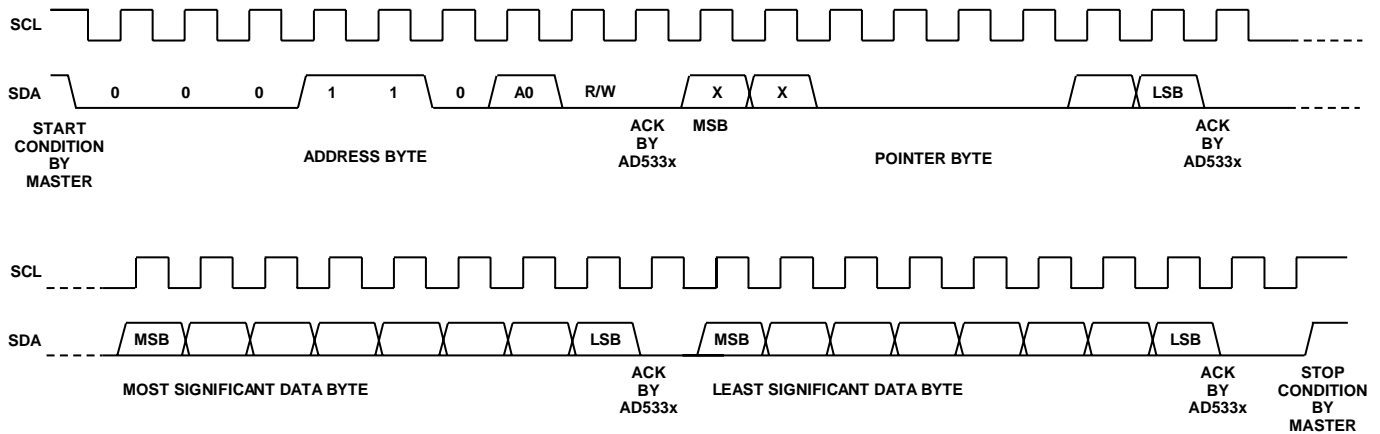 SCL
SDA 0 0 0 1 1 0 A0 R/W X X LSB
START CONDITION BY MASTER
ADDRESS BYTE
ACK BY AD533x
MSB
POINTER BYTE
ACK BY AD533x
SCL
SDA MSB LSB MSB LSB
MOST SIGNIFICANT DATA BYTE
ACK BY AD533x
LEAST SIGNIFICANT DATA BYTE
ACK BY AD533x
STOP CONDITION BY MASTER